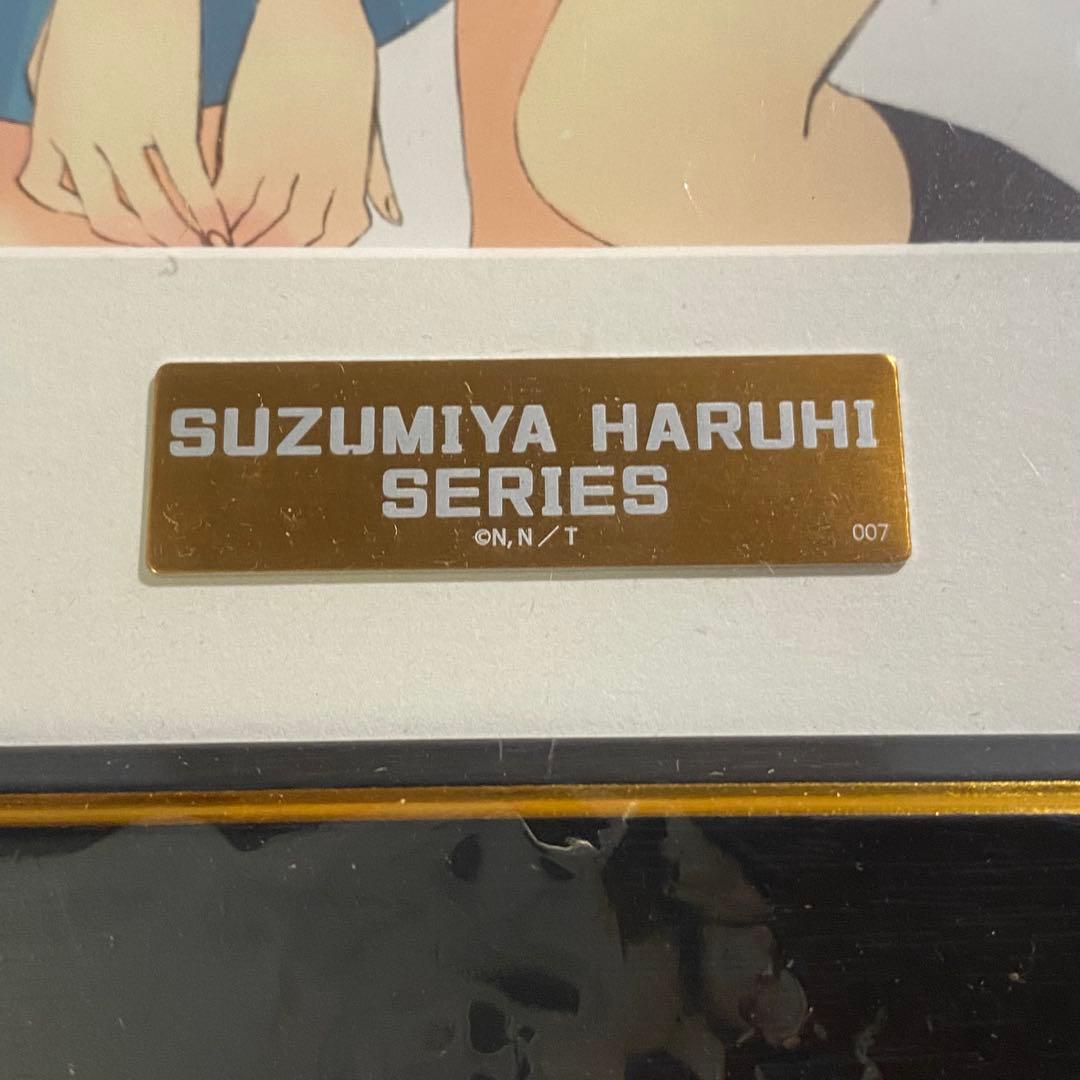 SUZUMIYA HARUHI
SERIES
©N,N／T
007